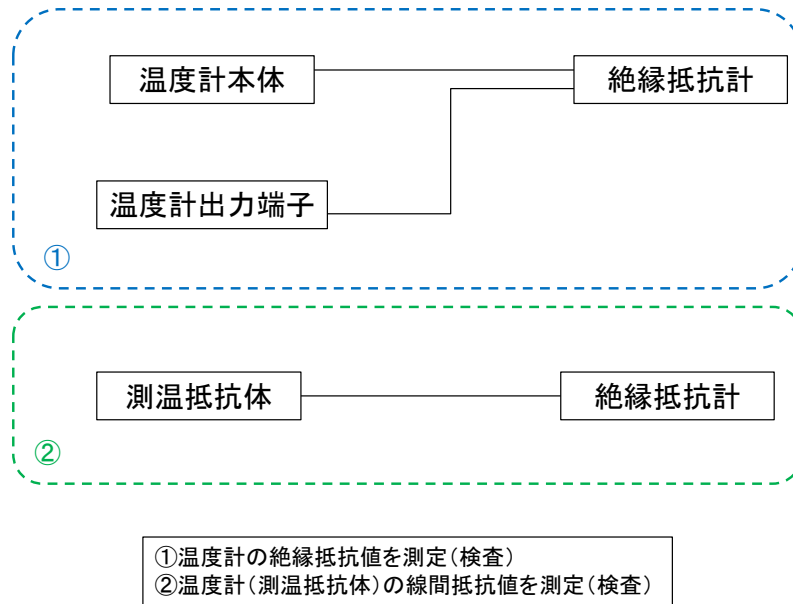 温度計本体
絶縁抵抗計
温度計出力端子
①
測温抵抗体
絶縁抵抗計
②
①温度計の絶縁抵抗値を測定(検査)
②温度計(測温抵抗体)の線間抵抗値を測定(検査)